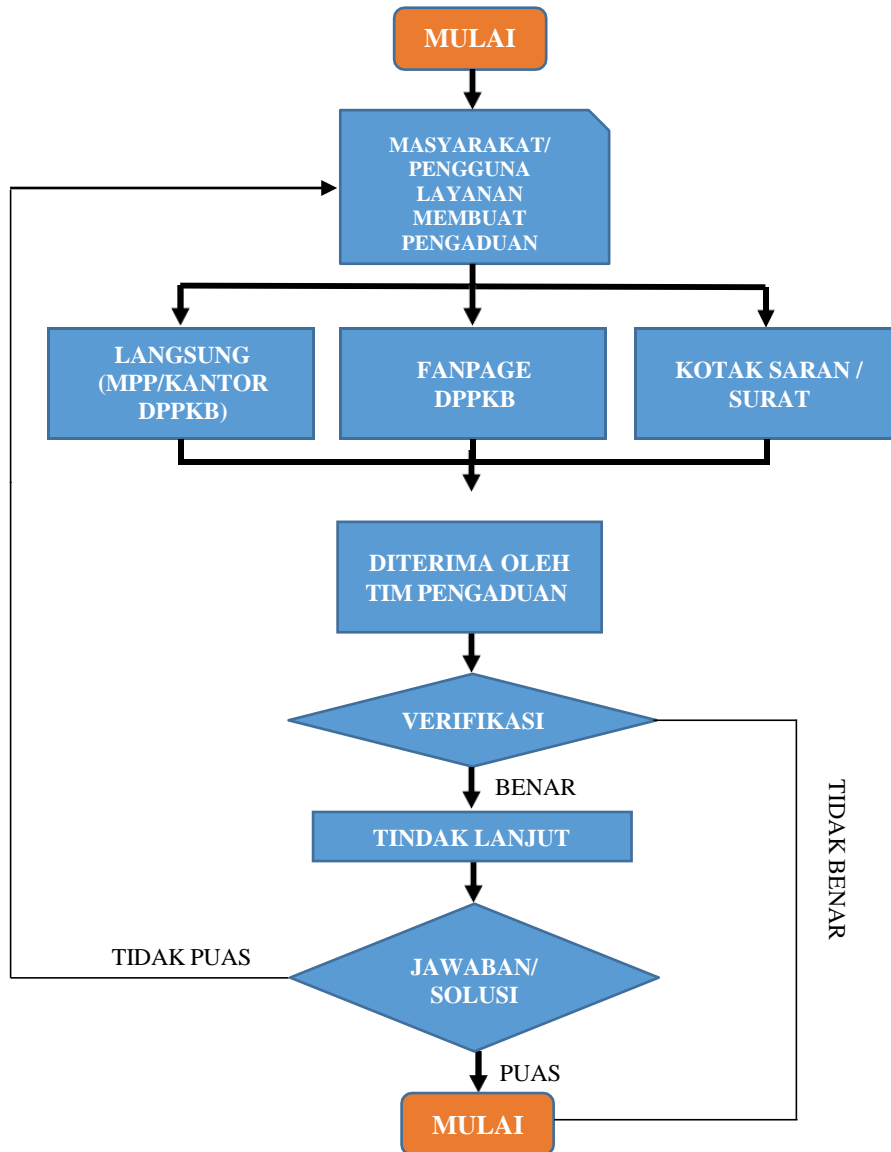 MULAI
MASYARAKAT/
PENGGUNA
LAYANAN
MEMBUAT
PENGADUAN
LANGSUNG
(MPP/KANTOR
DPPKB)
FANPAGE
DPPKB
KOTAK SARAN /
SURAT
DITERIMA OLEH
TIM PENGADUAN
VERIFIKASI
BENAR
TIDAK BENAR
TINDAK LANJUT
TIDAK PUAS
JAWABAN/
SOLUSI
PUAS
MULAI